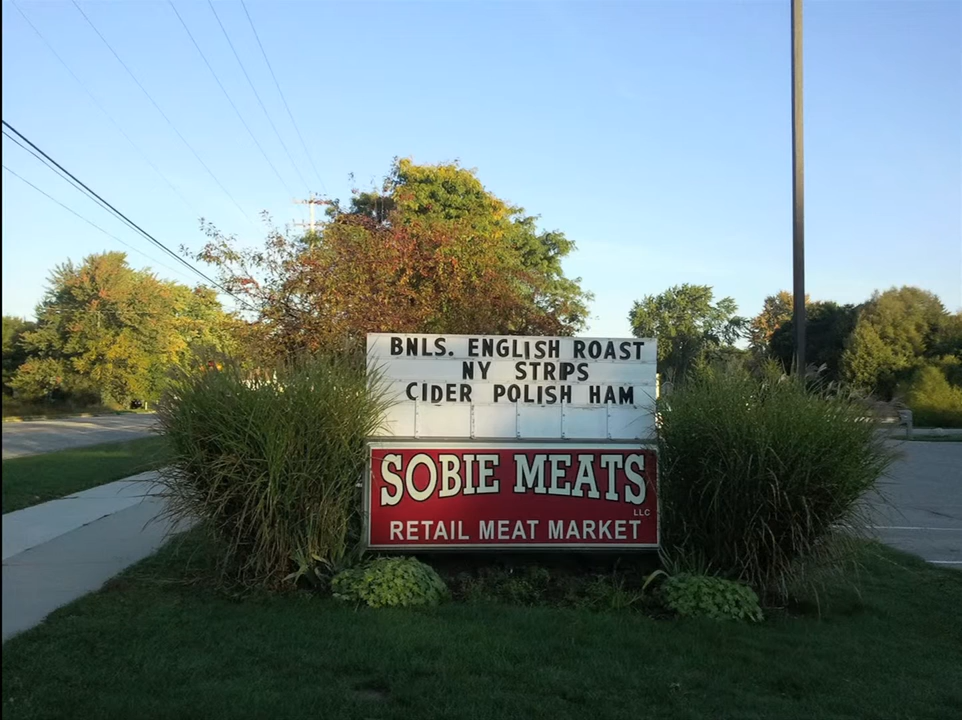 BNLS. ENGLISH ROAST
NY STRIPS
CIDER POLISH HAM
SOBIE MEATS
LLC
RETAIL MEAT MARKET